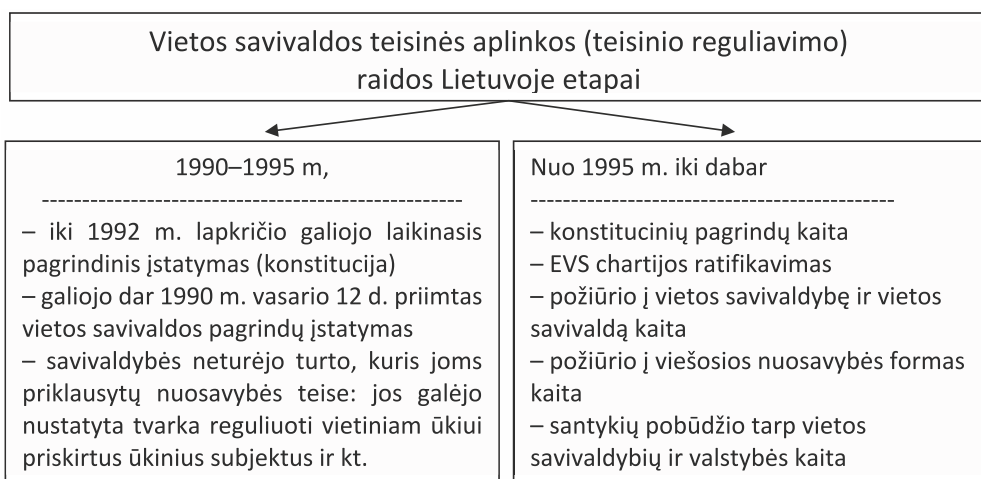 Vietos savivaldos teisinės aplinkos (teisinio reguliavimo)
raidos Lietuvoje etapai
1990–1995 m,
----------------------------------------------------
– iki 1992 m. lapkričio galiojo laikinasis
pagrindinis įstatymas (konstitucija)
– galiojo dar 1990 m. vasario 12 d. priimtas
vietos savivaldos pagrindų įstatymas
– savivaldybės neturėjo turto, kuris joms
priklausytų nuosavybės teise: jos galėjo
nustatyta tvarka reguliuoti vietiniam ūkiui
priskirtus ūkinius subjektus ir kt.
Nuo 1995 m. iki dabar
---------------------------------------------
– konstitucinių pagrindų kaita
– EVS chartijos ratifikavimas
– požiūrio į vietos savivaldybę ir vietos
savivaldą kaita
– požiūrio į viešosios nuosavybės formas
kaita
– santykių pobūdžio tarp vietos
savivaldybių ir valstybės kaita